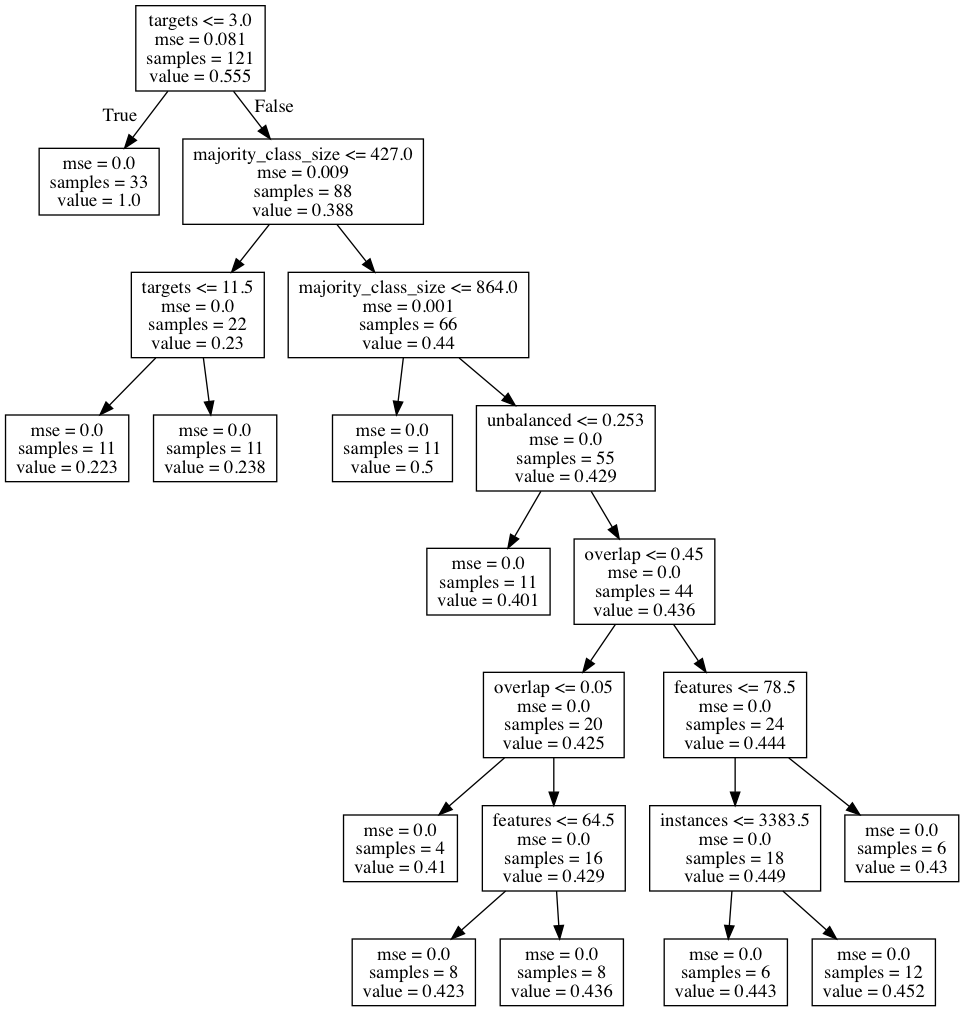 targets <= 3.0
mse = 0.081
samples = 121
value = 0.555
True
False
mse = 0.0
samples = 33
value = 1.0
majority_class_size <= 427.0
mse = 0.009
samples = 88
value = 0.388
targets <= 11.5
mse = 0.0
samples = 22
value = 0.23
majority_class_size <= 864.0
mse = 0.001
samples = 66
value = 0.44
mse = 0.0
samples = 11
value = 0.223
mse = 0.0
samples = 11
value = 0.238
mse = 0.0
samples = 11
value = 0.5
unbalanced <= 0.253
mse = 0.0
samples = 55
value = 0.429
mse = 0.0
samples = 11
value = 0.401
overlap <= 0.45
mse = 0.0
samples = 44
value = 0.436
overlap <= 0.05
mse = 0.0
samples = 20
value = 0.425
features <= 78.5
mse = 0.0
samples = 24
value = 0.444
mse = 0.0
samples = 4
value = 0.41
features <= 64.5
mse = 0.0
samples = 16
value = 0.429
instances <= 3383.5
mse = 0.0
samples = 18
value = 0.449
mse = 0.0
samples = 6
value = 0.43
mse = 0.0
samples = 8
value = 0.423
mse = 0.0
samples = 8
value = 0.436
mse = 0.0
samples = 6
value = 0.443
mse = 0.0
samples = 12
value = 0.452